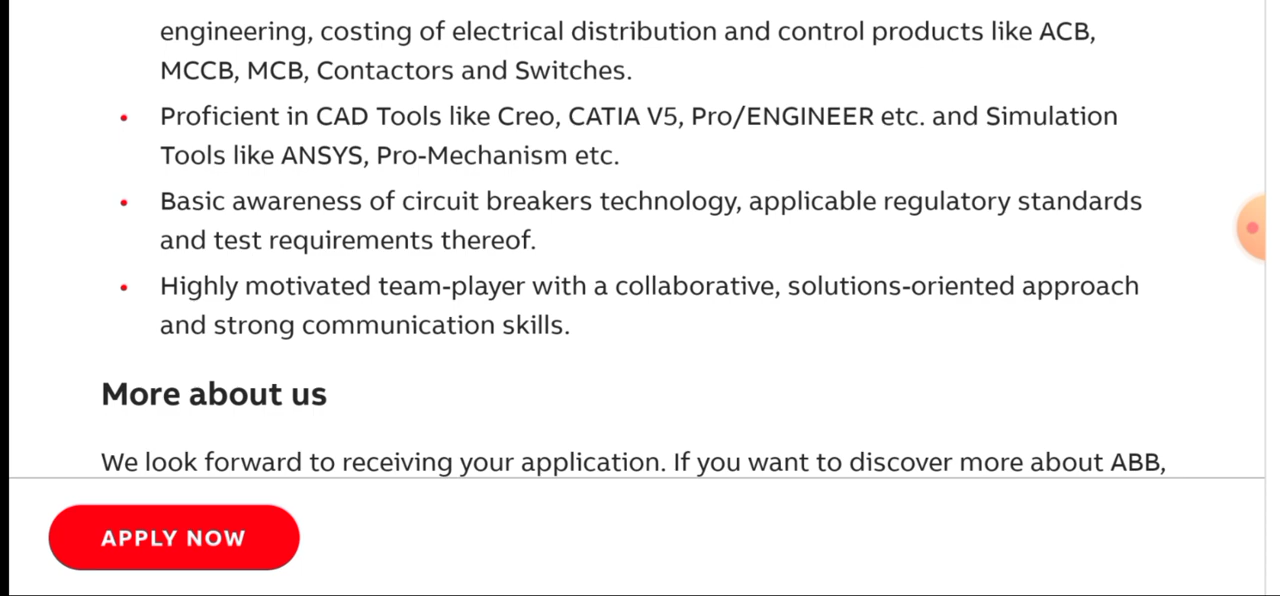 engineering, costing of electrical distribution and control products like ACB,
MCCB, MCB, Contactors and Switches.
• Proficient in CAD Tools like Creo, CATIA V5, Pro/ENGINEER etc. and Simulation
Tools like ANSYS, Pro-Mechanism etc.
• Basic awareness of circuit breakers technology, applicable regulatory standards
and test requirements thereof.
• Highly motivated team-player with a collaborative, solutions-oriented approach
and strong communication skills.
More about us
We look forward to receiving your application. If you want to discover more about ABB,
APPLY NOW